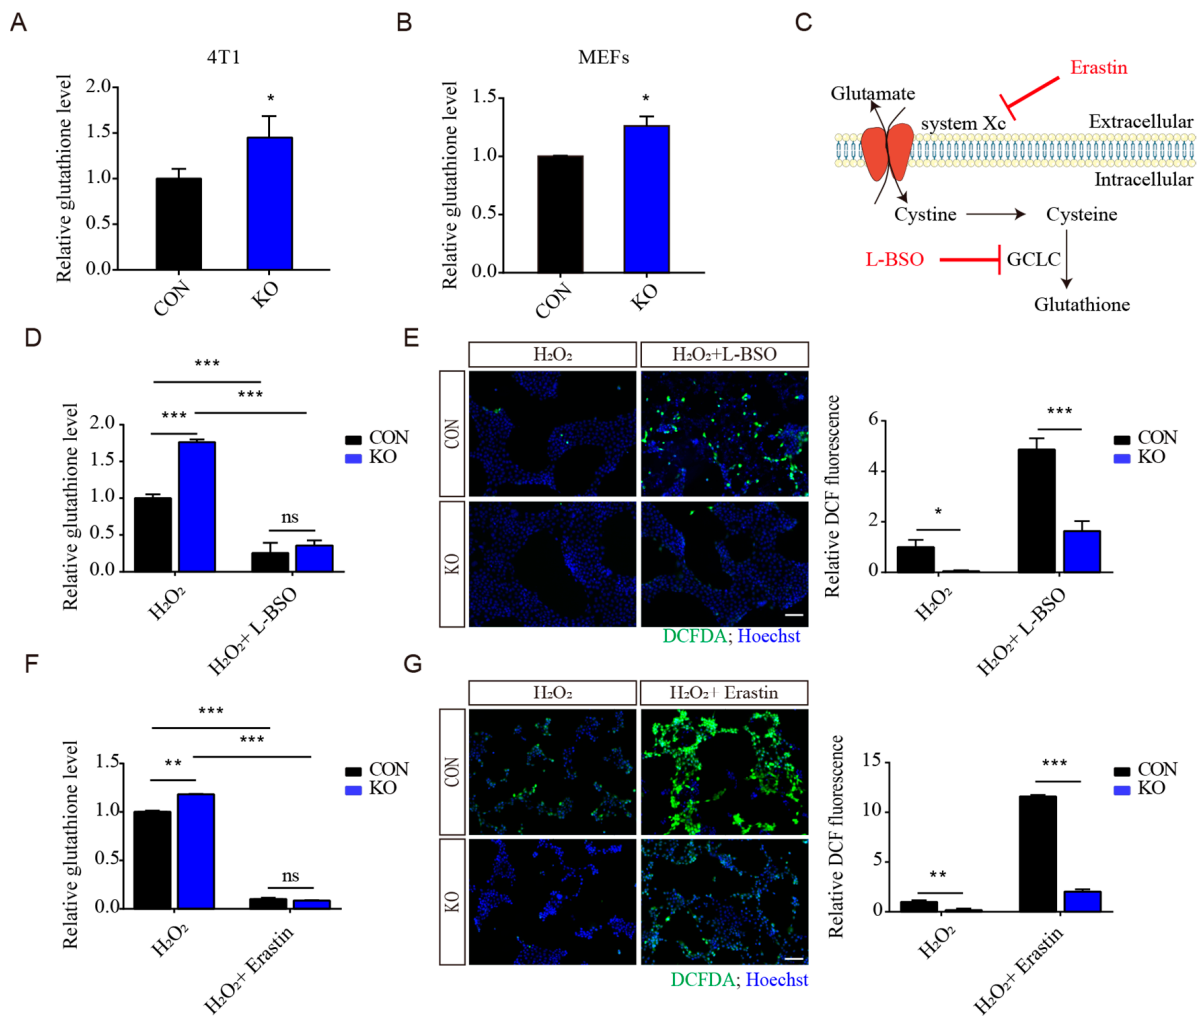 A
4T1
Relative glutathione level
2.0
1.5
1.0
0.5
0.0
*
CON
KO
B
MEFs
Relative glutathione level
1.5
1.0
0.5
0.0
*
CON
KO
C
Erastin
Glutamate
system Xc
Extracellular
Intracellular
Cystine
Cysteine
L-BSO
GCLC
Glutathione
D
Relative glutathione level
2.0
1.5
1.0
0.5
0.0
***
***
***
ns
CON
KO
H₂O₂
H₂O₂+ L-BSO
E
H₂O₂
H₂O₂+L-BSO
CON
KO
DCFDA; Hoechst
Relative DCF fluorescence
6
4
2
0
*
***
CON
KO
H₂O₂
H₂O₂+ L-BSO
F
Relative glutathione level
1.5
1.0
0.5
0.0
***
***
**
ns
CON
KO
H₂O₂
H₂O₂+ Erastin
G
H₂O₂
H₂O₂+ Erastin
CON
KO
DCFDA; Hoechst
Relative DCF fluorescence
15
10
5
0
**
***
CON
KO
H₂O₂
H₂O₂+ Erastin